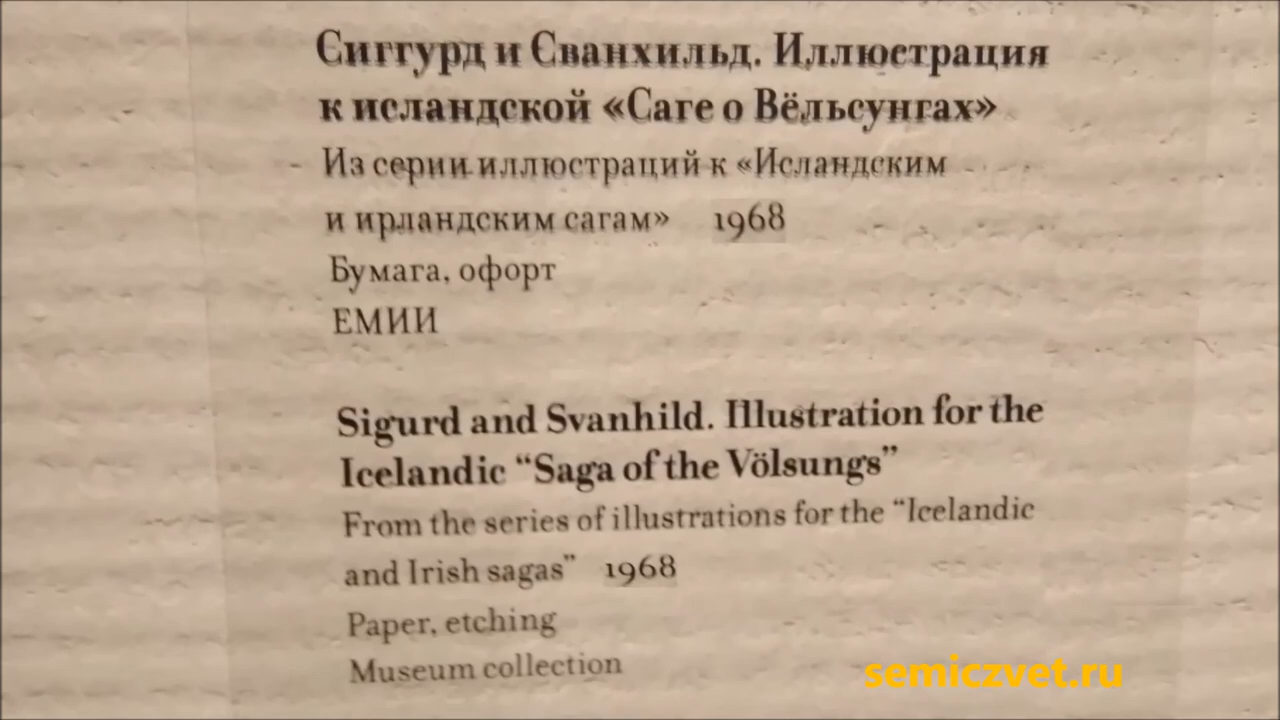 Сиггурд и Сванхильд. Иллюстрация
к исландской «Саге о Вёльсунгах»
Из серии иллюстраций к «Исландским
и ирландским сагам» 1968
Бумага, офорт
ЕМИИ
Sigurd and Svanhild. Illustration for the
Icelandic “Saga of the Völsungs”
From the series of illustrations for the “Icelandic
and Irish sagas” 1968
Paper, etching
Museum collection
semiczvet.ru